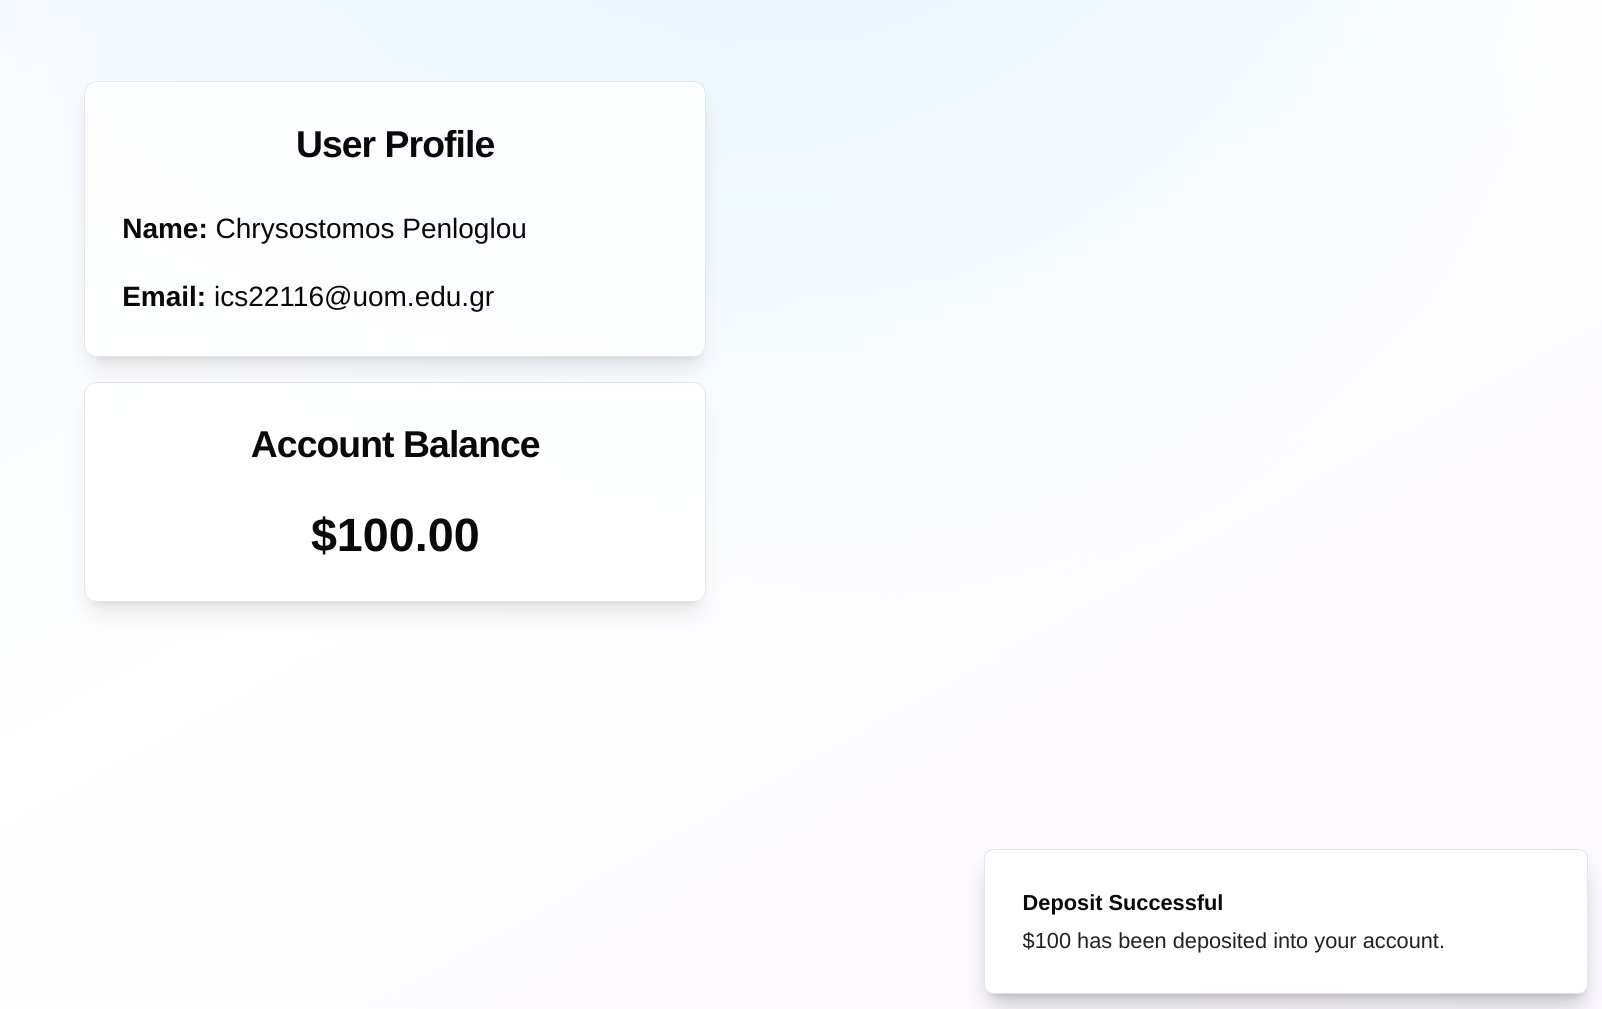 User Profile
Name: Chrysostomos Penloglou
Email: ics22116@uom.edu.gr
Account Balance
$100.00
Deposit Successful
$100 has been deposited into your account.